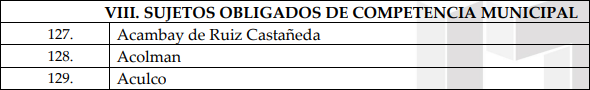 VIII. SUJETOS OBLIGADOS DE COMPETENCIA MUNICIPAL
127. Acambay de Ruiz Castañeda
128. Acolman
129. Aculco